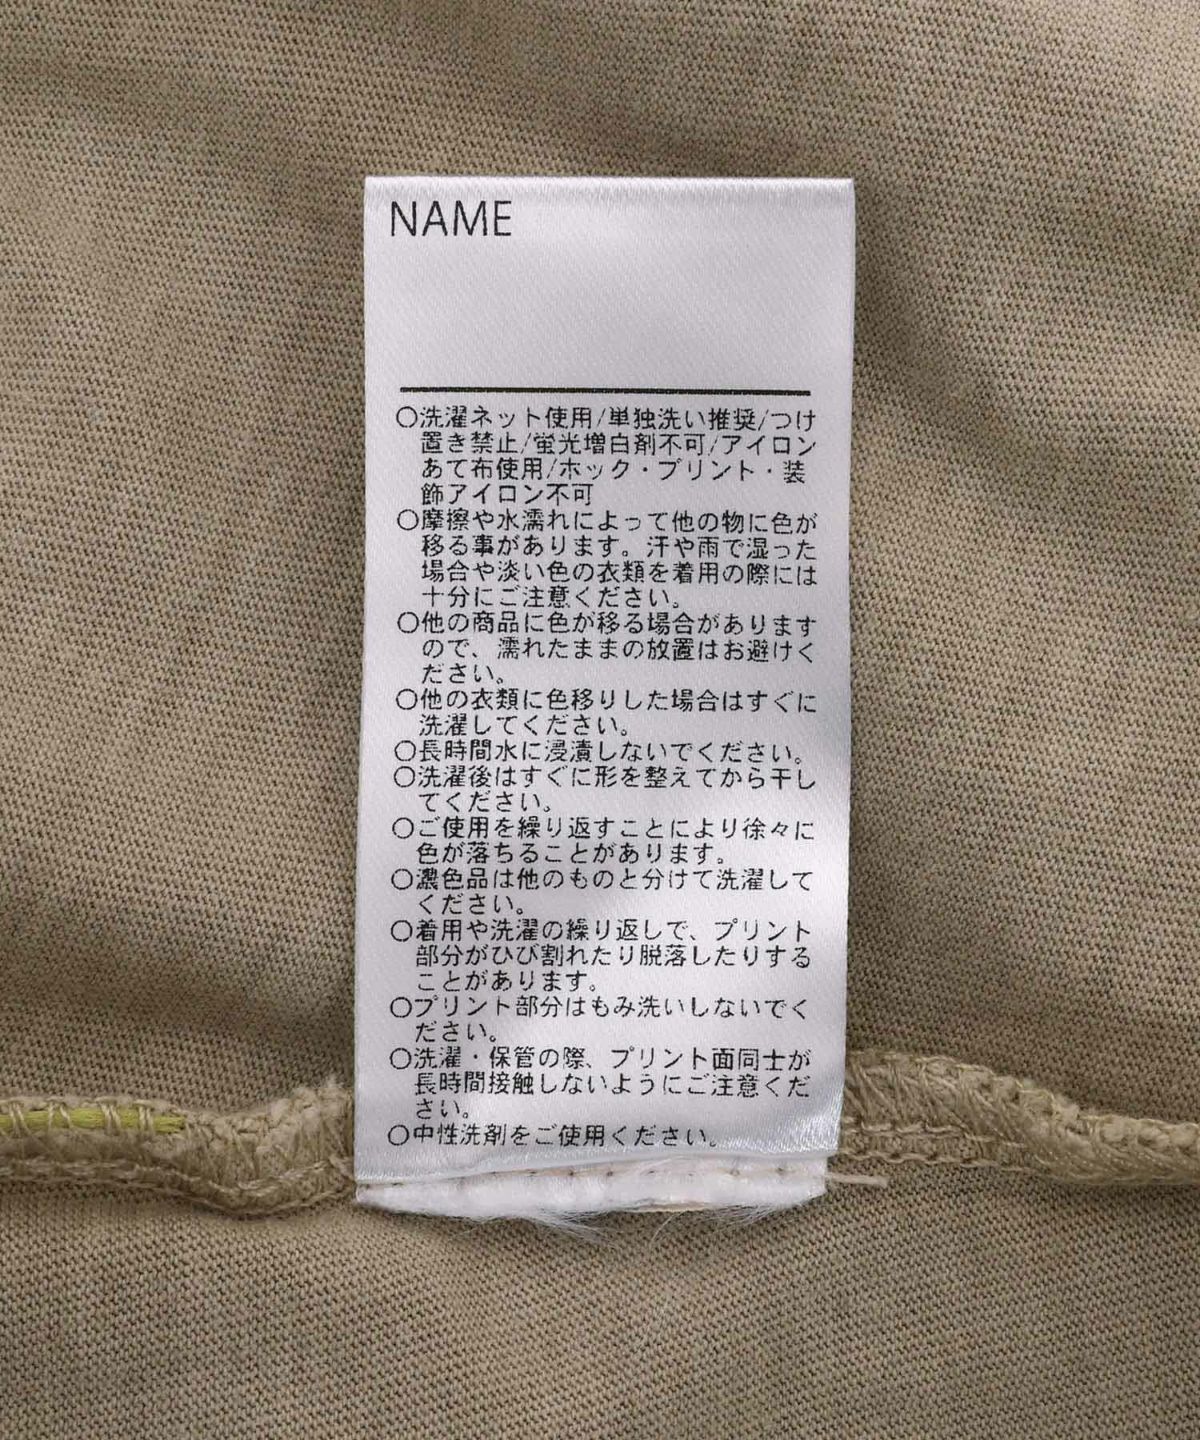 NAME
○洗濯ネット使用/単独洗い推奨/つけ
置き禁止/蛍光増白剤不可/アイロン
あて布使用/ホック・プリント・装
飾アイロン不可
○摩擦や水濡れによって他の物に色が
移る事があります。汗や雨で湿った
場合や淡い色の衣類を着用の際には
十分にご注意ください。
○他の商品に色が移る場合があります
ので、濡れたままの放置はお避けく
ださい。
○他の衣類に色移りした場合はすぐに
洗濯してください。
○長時間水に浸漬しないでください。
○洗濯後はすぐに形を整えてから干し
てください。
○ご使用を繰り返すことにより徐々に
色が落ちることがあります。
○濃色品は他のものと分けて洗濯して
ください。
○着用や洗濯の繰り返しで、プリント
部分がひび割れたり脱落したりする
ことがあります。
○プリント部分はもみ洗いしないでく
ださい。
○洗濯・保管の際、プリント面同士が
長時間接触しないようにご注意くだ
さい。
○中性洗剤をご使用ください。